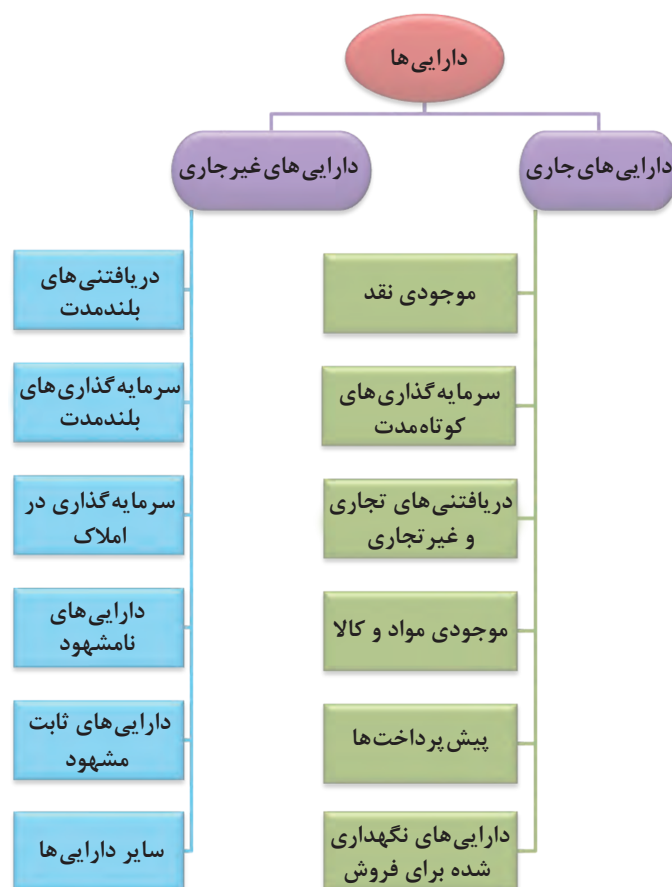 دارایی‌ها
دارایی‌های جاری
موجودی نقد
سرمایه‌گذاری‌های
کوتاه‌مدت
دریافتنی‌های تجاری
و غیرتجاری
موجودی مواد و کالا
پیش‌پرداخت‌ها
دارایی‌های نگهداری
شده برای فروش
دارایی‌های غیرجاری
دریافتنی‌های
بلندمدت
سرمایه‌گذاری‌های
بلندمدت
سرمایه‌گذاری در
املاک
دارایی‌های
نامشهود
دارایی‌های ثابت
مشهود
سایر دارایی‌ها